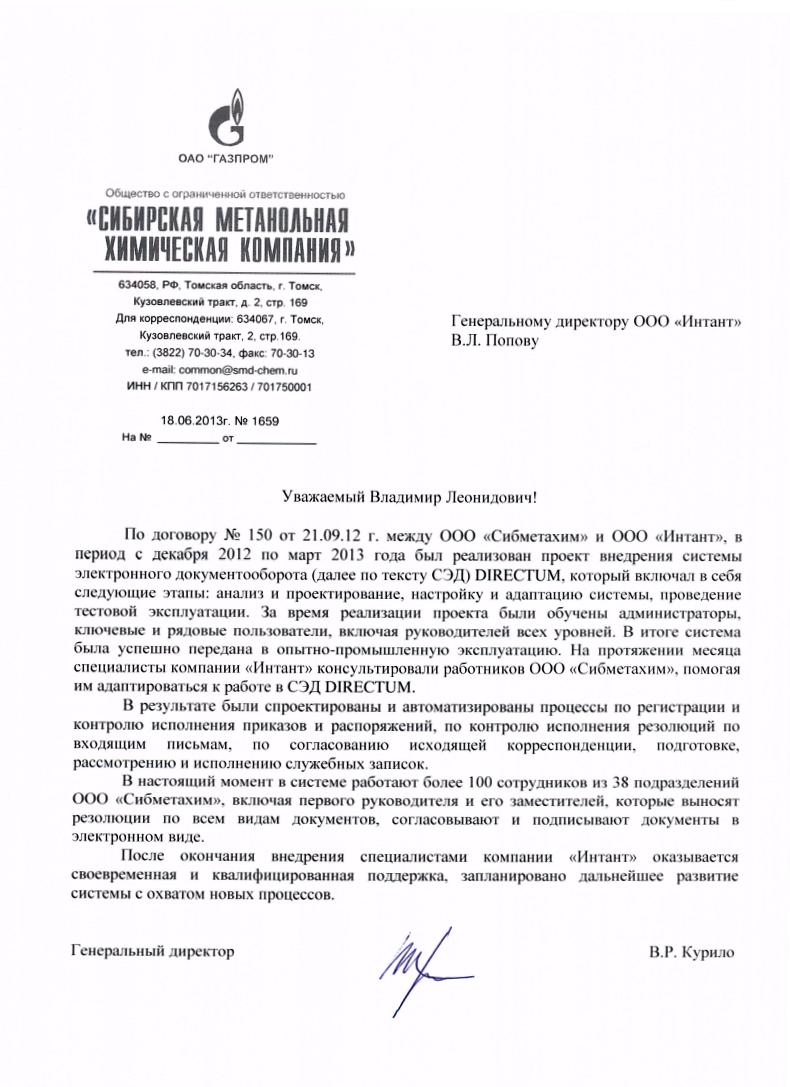 ОАО "ГАЗПРОМ"
Общество с ограниченной ответственностью
«СИБИРСКАЯ МЕТАНОЛЬНАЯ
ХИМИЧЕСКАЯ КОМПАНИЯ»
634058, РФ, Томская область, г. Томск,
Кузовлевский тракт, д. 2, стр. 169
Для корреспонденции: 634067, г. Томск,
Кузовлевский тракт, 2, стр.169.
тел.: (3822) 70-30-34, факс: 70-30-13
e-mail: common@smd-chem.ru
ИНН / КПП 7017156263 / 701750001
18.06.2013г. № 1659
На № __________ от _____________
Генеральному директору ООО «Интант»
В.Л. Попову
Уважаемый Владимир Леонидович!
По договору № 150 от 21.09.12 г. между ООО «Сибметахим» и ООО «Интант», в
период с декабря 2012 по март 2013 года был реализован проект внедрения системы
электронного документооборота (далее по тексту СЭД) DIRECTUM, который включал в себя
следующие этапы: анализ и проектирование, настройку и адаптацию системы, проведение
тестовой эксплуатации. За время реализации проекта были обучены администраторы,
ключевые и рядовые пользователи, включая руководителей всех уровней. В итоге система
была успешно передана в опытно-промышленную эксплуатацию. На протяжении месяца
специалисты компании «Интант» консультировали работников ООО «Сибметахим», помогая
им адаптироваться к работе в СЭД DIRECTUM.
В результате были спроектированы и автоматизированы процессы по регистрации и
контролю исполнения приказов и распоряжений, по контролю исполнения резолюций по
входящим письмам, по согласованию исходящей корреспонденции, подготовке,
рассмотрению и исполнению служебных записок.
В настоящий момент в системе работают более 100 сотрудников из 38 подразделений
ООО «Сибметахим», включая первого руководителя и его заместителей, которые выносят
резолюции по всем видам документов, согласовывают и подписывают документы в
электронном виде.
После окончания внедрения специалистами компании «Интант» оказывается
своевременная и квалифицированная поддержка, запланировано дальнейшее развитие
системы с охватом новых процессов.
Генеральный директор
В.Р. Курило